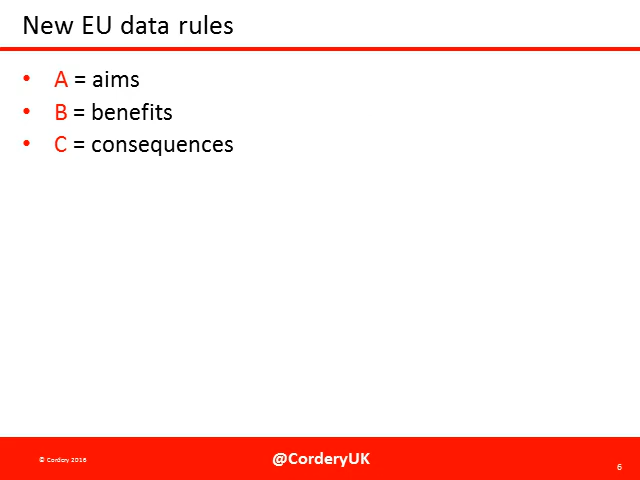 New EU data rules
• A = aims
• B = benefits
• C = consequences
© Cordery 2016
@CorderyUK
6